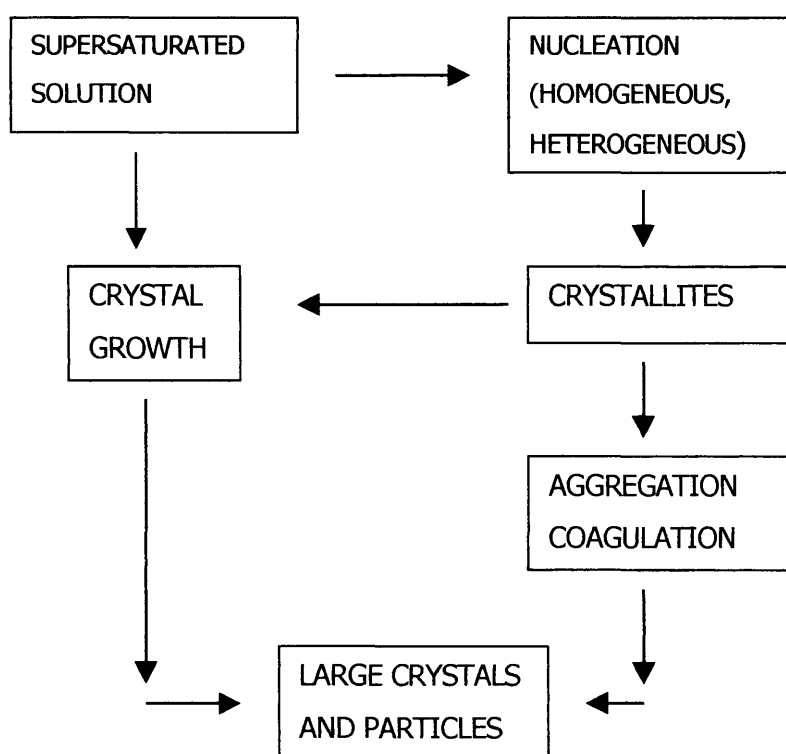 SUPERSATURATED
SOLUTION
NUCLEATION
(HOMOGENEOUS,
HETEROGENEOUS)
CRYSTAL
GROWTH
CRYSTALLITES
AGGREGATION
COAGULATION
LARGE CRYSTALS
AND PARTICLES